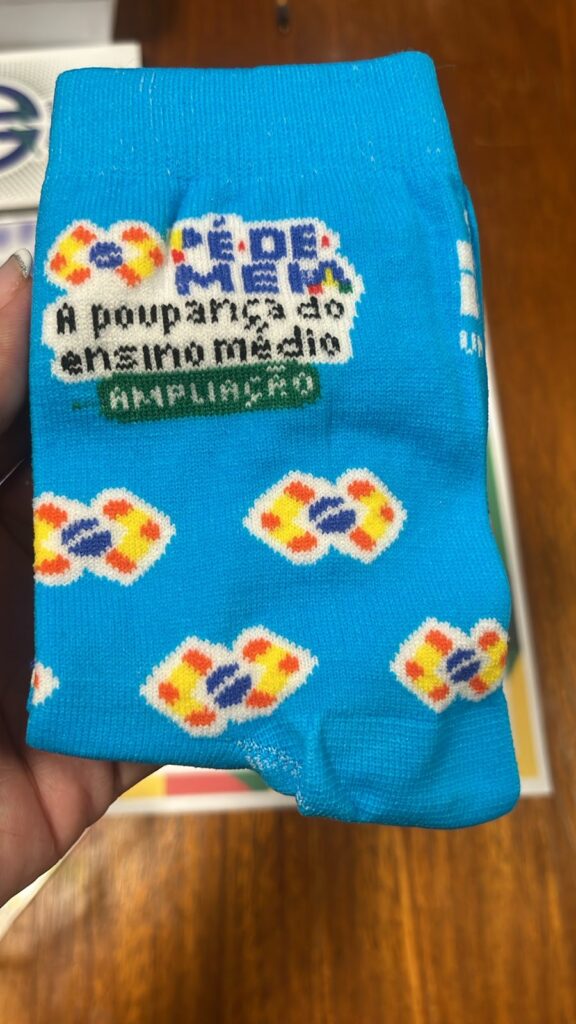 PÉ-DE-
MEIA
A poupança do
ensino médio
AMPLIAÇÃO